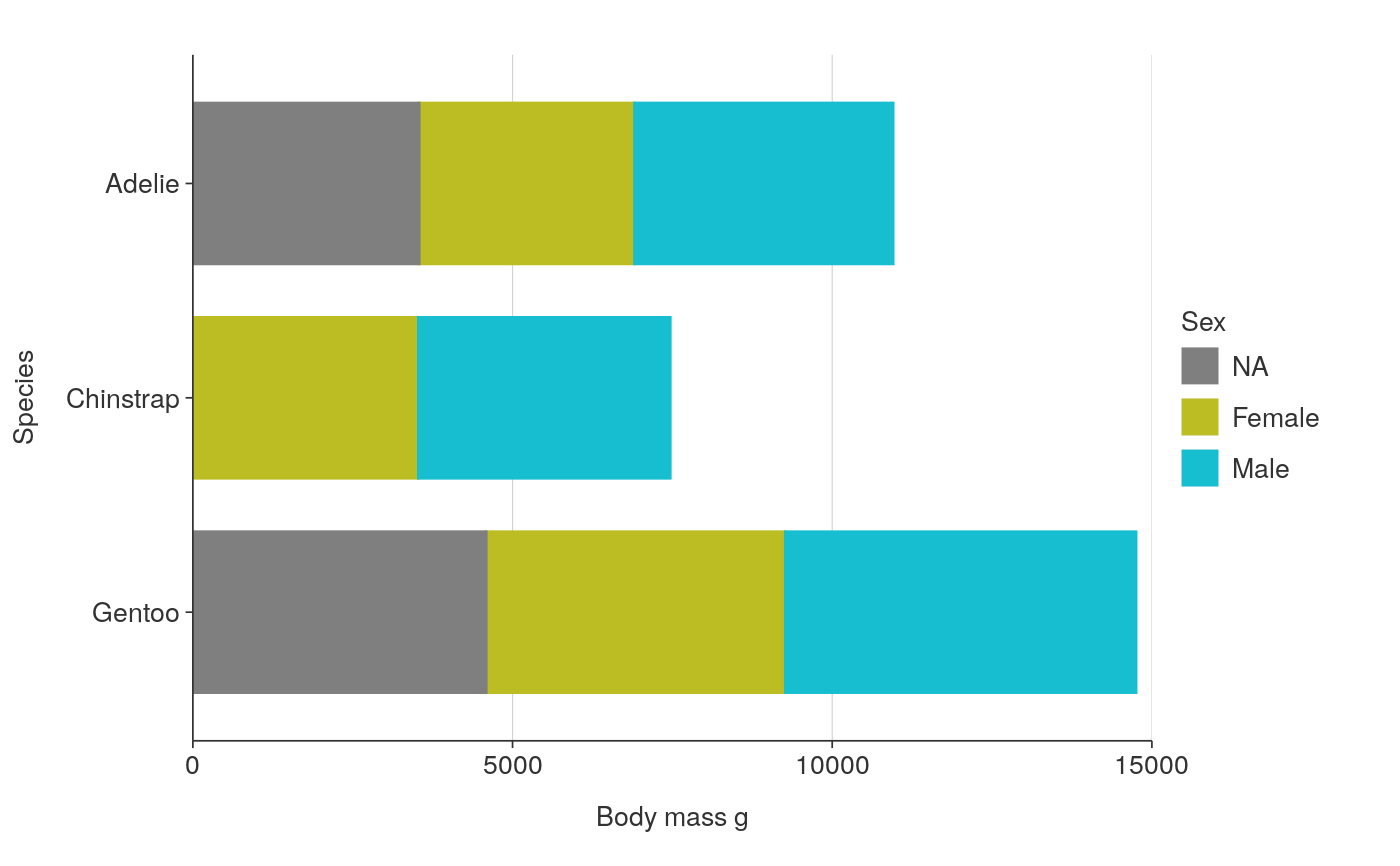 Adelie
Chinstrap
Gentoo
Species
0 5000 10000 15000
Body mass g
Sex
NA
Female
Male